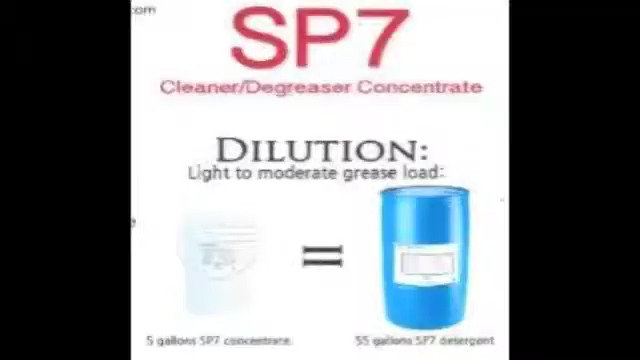 com
SP7
Cleaner/Degreaser Concentrate
DILUTION:
Light to moderate grease load:
=
5 gallons SP7 concentrate
55 gallons SP7 detergent